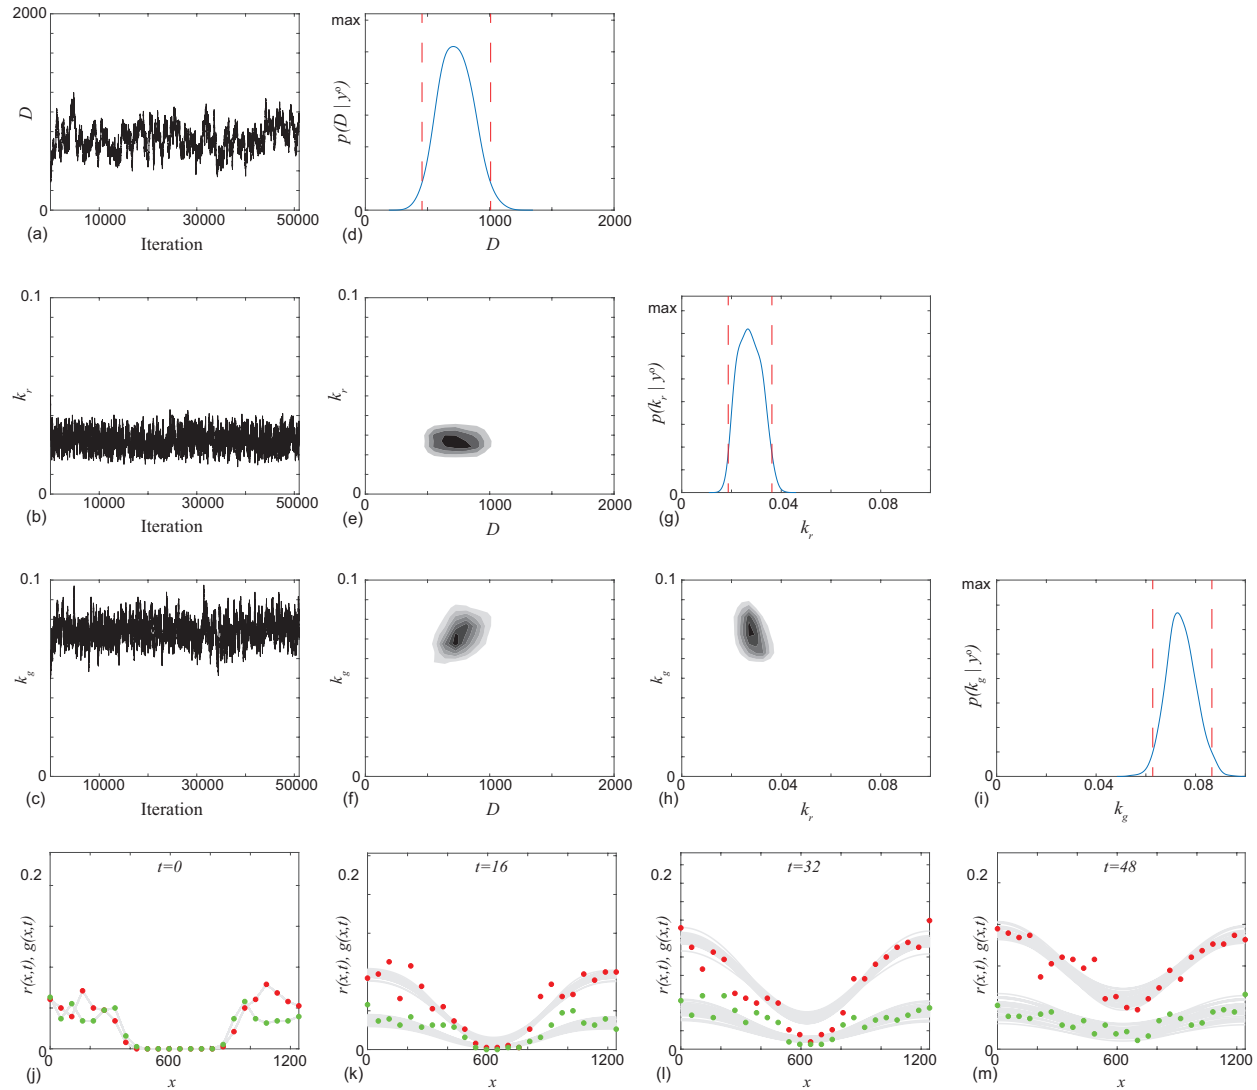 2000
D
0
10000 30000 50000
(a) Iteration
max
p(D | yᵒ)
0
0 1000 2000
(d) D
0.1
k_r
0
10000 30000 50000
(b) Iteration
0.1
k_r
0
0 1000 2000
(e) D
max
p(k_r | yᵒ)
0
0 0.04 0.08
(g) k_r
0.1
k_g
0
10000 30000 50000
(c) Iteration
0.1
k_g
0
0 1000 2000
(f) D
0.1
k_g
0
0 0.04 0.08
(h) k_r
max
p(k_g | yᵒ)
0
0 0.04 0.08
(i) k_g
t=0
0.2
r(x,t), g(x,t)
0
0 600 1200
(j) x
t=16
0.2
r(x,t), g(x,t)
0
0 600 1200
(k) x
t=32
0.2
r(x,t), g(x,t)
0
0 600 1200
(l) x
t=48
0.2
r(x,t), g(x,t)
0
0 600 1200
(m) x